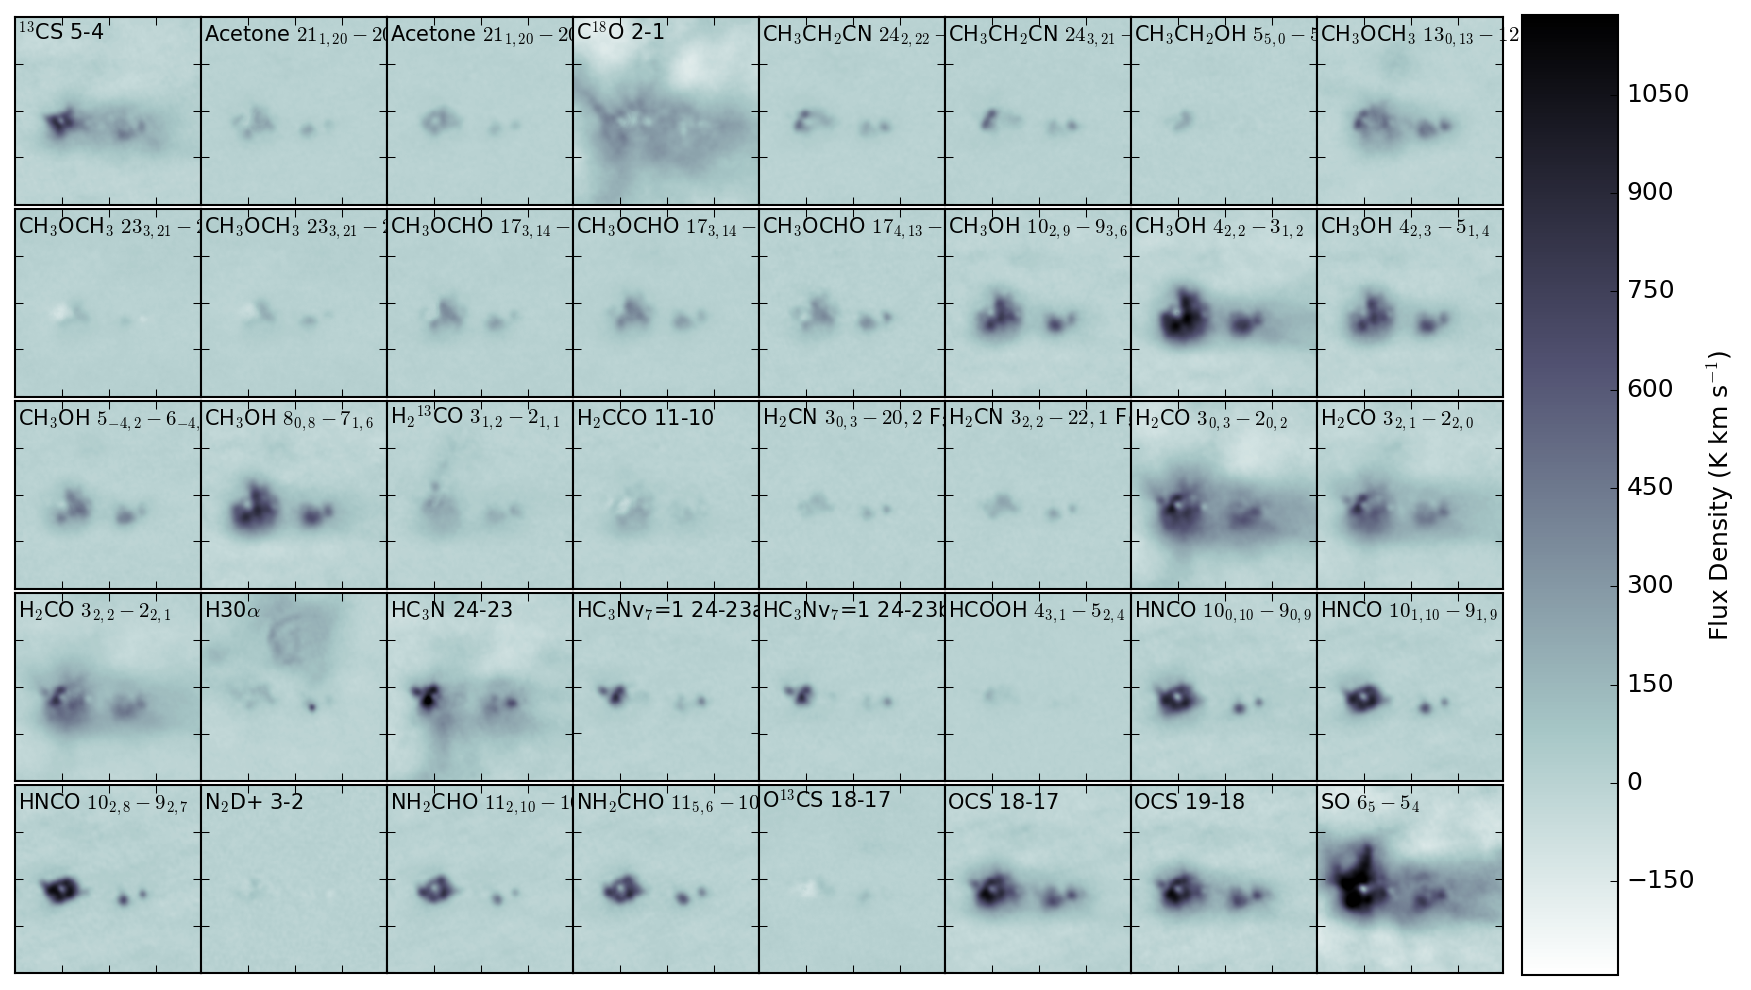 ¹³CS 5-4
Acetone 21₁,₂₀ − 20
Acetone 21₁,₂₀ − 20
C¹⁸O 2-1
CH₃CH₂CN 24₂,₂₂ −
CH₃CH₂CN 24₃,₂₁ −
CH₃CH₂OH 5₅,₀ − 5
CH₃OCH₃ 13₀,₁₃ − 12
CH₃OCH₃ 23₃,₂₁ − 2
CH₃OCH₃ 23₃,₂₁ − 2
CH₃OCHO 17₃,₁₄ −
CH₃OCHO 17₃,₁₄ −
CH₃OCHO 17₄,₁₃ −
CH₃OH 10₂,₉ − 9₃,₆
CH₃OH 4₂,₂ − 3₁,₂
CH₃OH 4₂,₃ − 5₁,₄
CH₃OH 5₋₄,₂ − 6₋₄,
CH₃OH 8₀,₈ − 7₁,₆
H₂¹³CO 3₁,₂ − 2₁,₁
H₂CCO 11-10
H₂CN 3₀,₃ − 20,2 F
H₂CN 3₂,₂ − 22,1 F
H₂CO 3₀,₃ − 2₀,₂
H₂CO 3₂,₁ − 2₂,₀
H₂CO 3₂,₂ − 2₂,₁
H30α
HC₃N 24-23
HC₃Nv₇=1 24-23a
HC₃Nv₇=1 24-23b
HCOOH 4₃,₁ − 5₂,₄
HNCO 10₀,₁₀ − 9₀,₉
HNCO 10₁,₁₀ − 9₁,₉
HNCO 10₂,₈ − 9₂,₇
N₂D+ 3-2
NH₂CHO 11₂,₁₀ − 10
NH₂CHO 11₅,₆ − 10
O¹³CS 18-17
OCS 18-17
OCS 19-18
SO 6₅ − 5₄
1050
900
750
600
450
300
150
0
−150
Flux Density (K km s⁻¹)